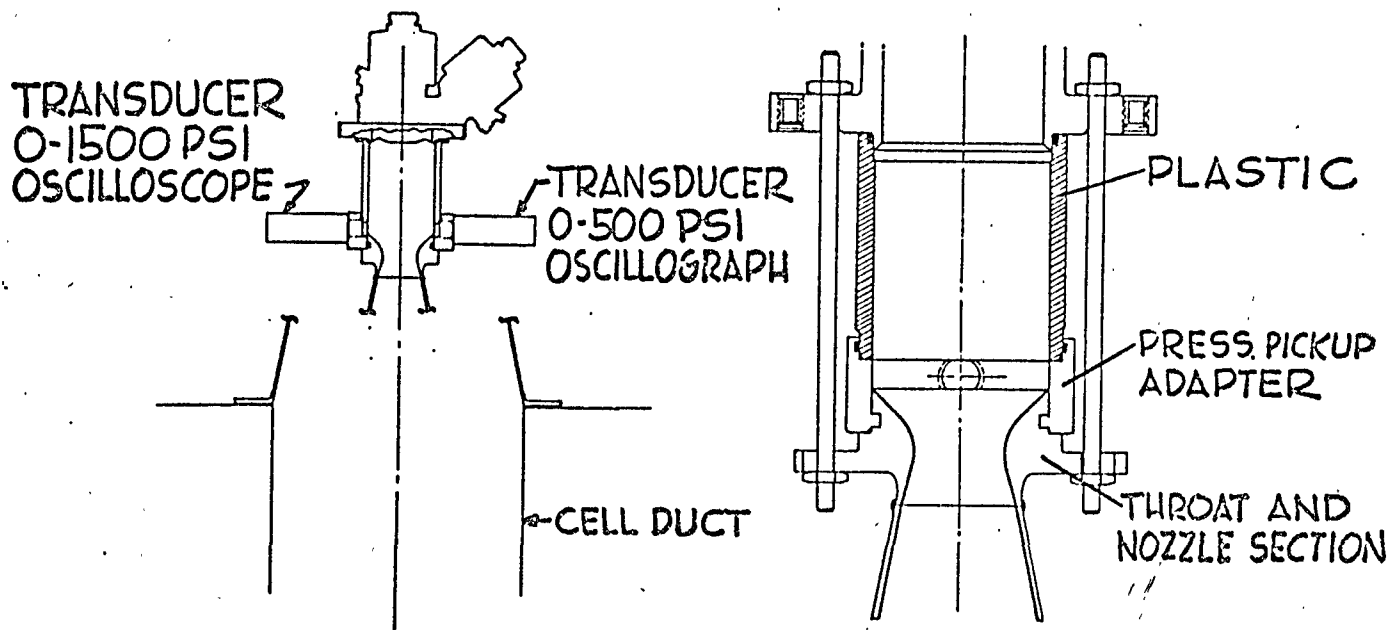 TRANSDUCER
0-1500 PSI
OSCILLOSCOPE
TRANSDUCER
0-500 PSI
OSCILLOGRAPH
CELL DUCT
PLASTIC
PRESS. PICKUP
ADAPTER
THROAT AND
NOZZLE SECTION